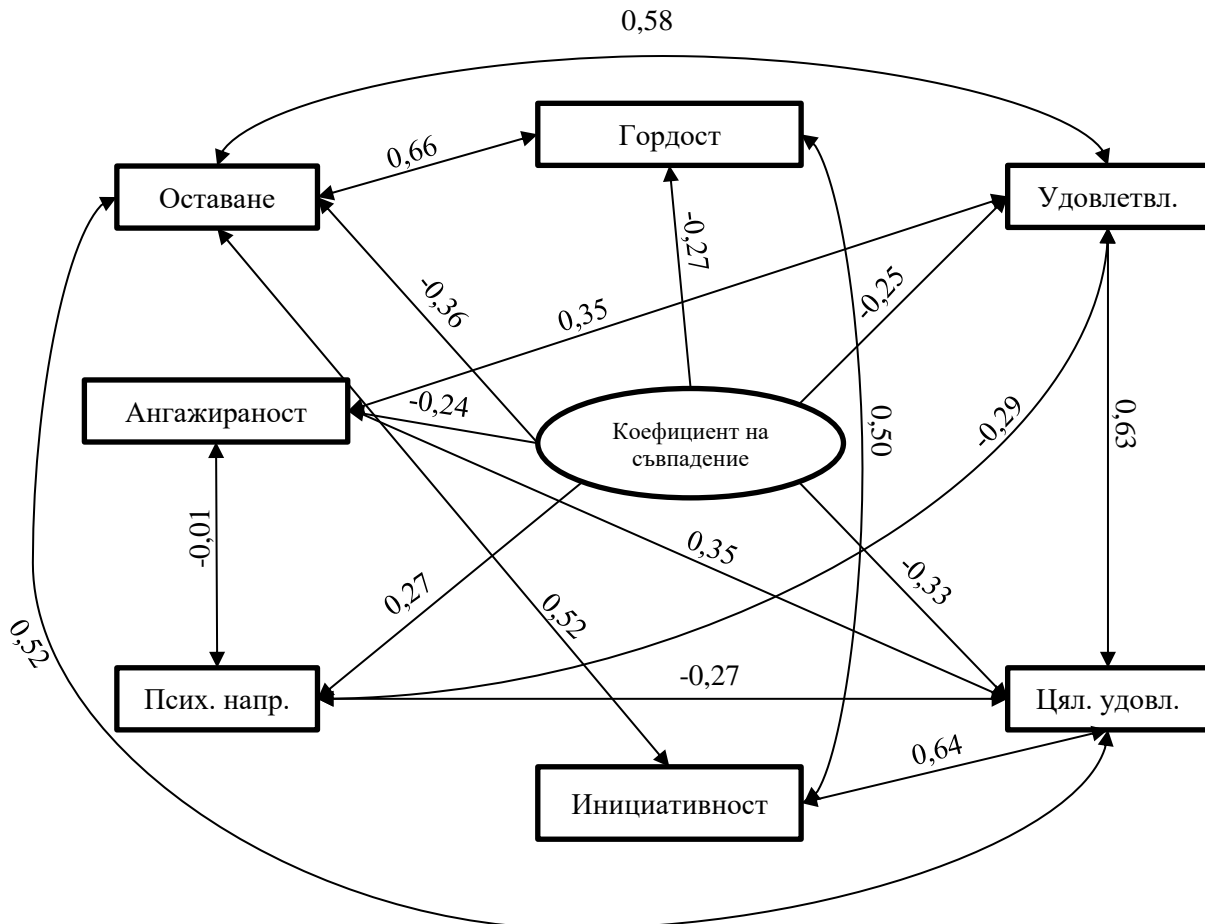 0,58
Гордост
0,66
Оставане
Удовлетвл.
-0,27
-0,36
-0,25
0,35
Ангажираност
-0,24
Коефициент на
съвпадение
0,50
-0,29
0,63
-0,01
0,27
0,35
-0,33
0,52
0,52
Псих. напр.
-0,27
Цял. удовл.
0,64
Инициативност